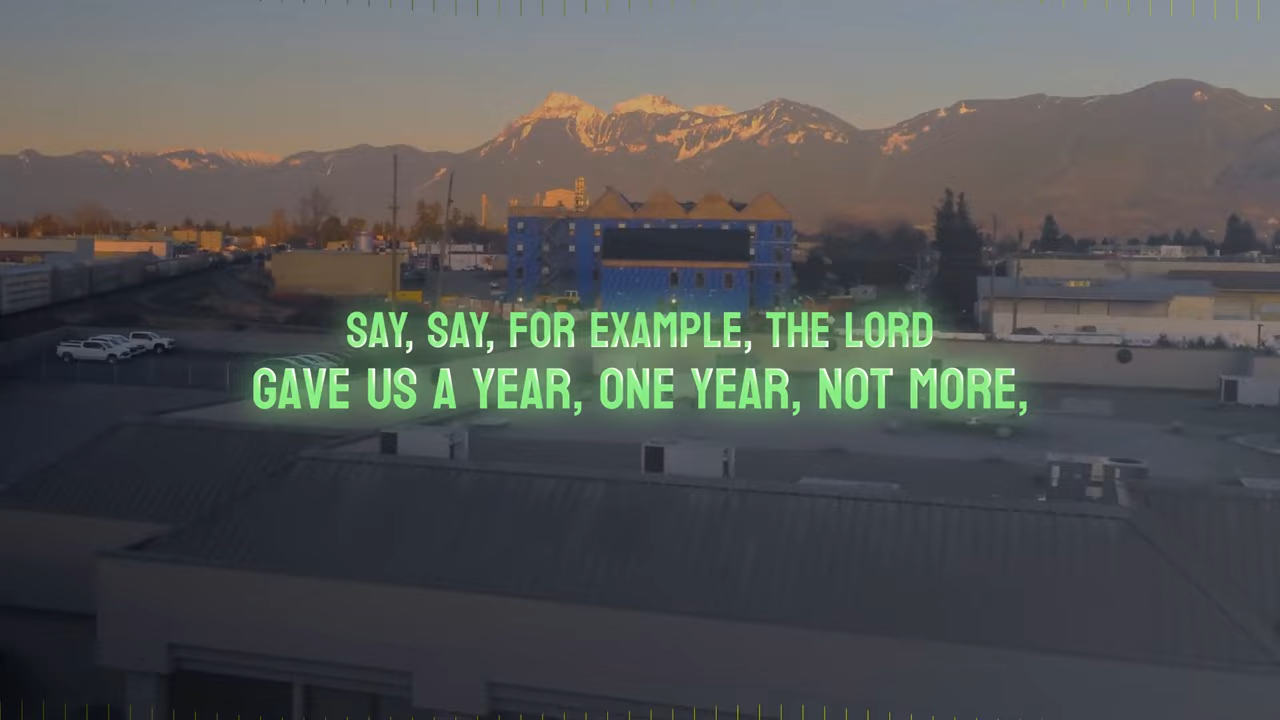 SAY, SAY, FOR EXAMPLE, THE LORD
GAVE US A YEAR, ONE YEAR, NOT MORE,